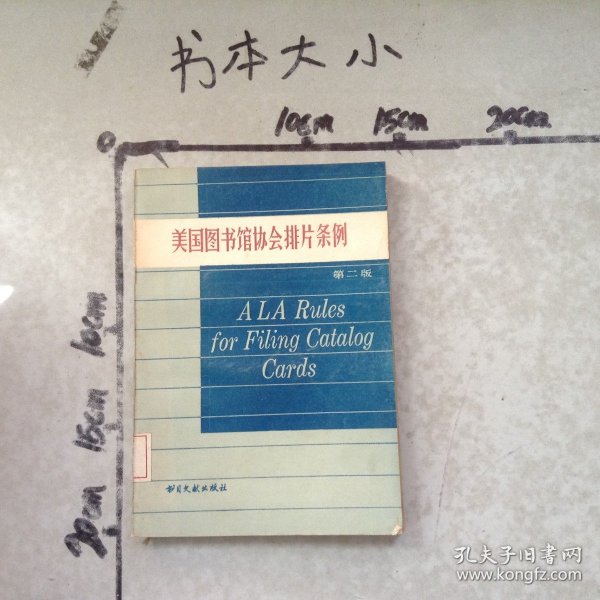 书本大小
10cm 15cm 20cm
0
美国图书馆协会排片条例
第二版
ALA Rules
for Filing Catalog
Cards
书目文献出版社
10cm
15cm
20cm
孔夫子旧书网
www.kongfz.com